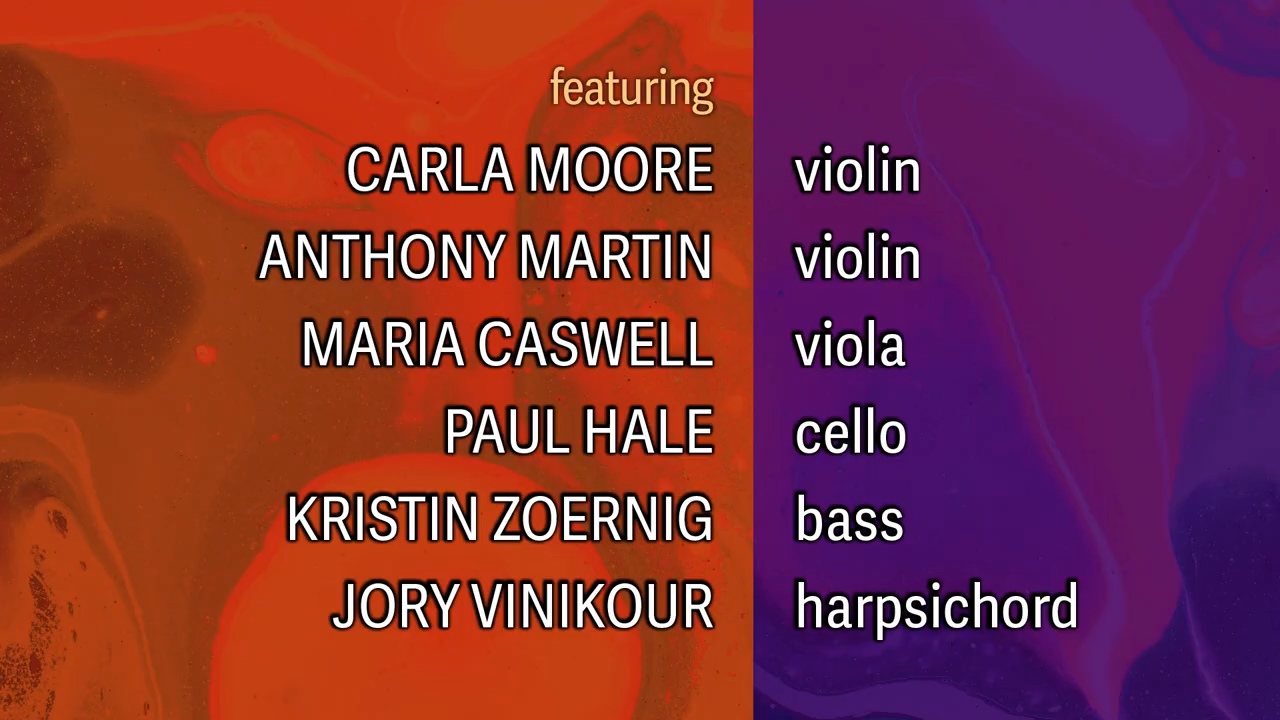 featuring
CARLA MOORE violin
ANTHONY MARTIN violin
MARIA CASWELL viola
PAUL HALE cello
KRISTIN ZOERNIG bass
JORY VINIKOUR harpsichord